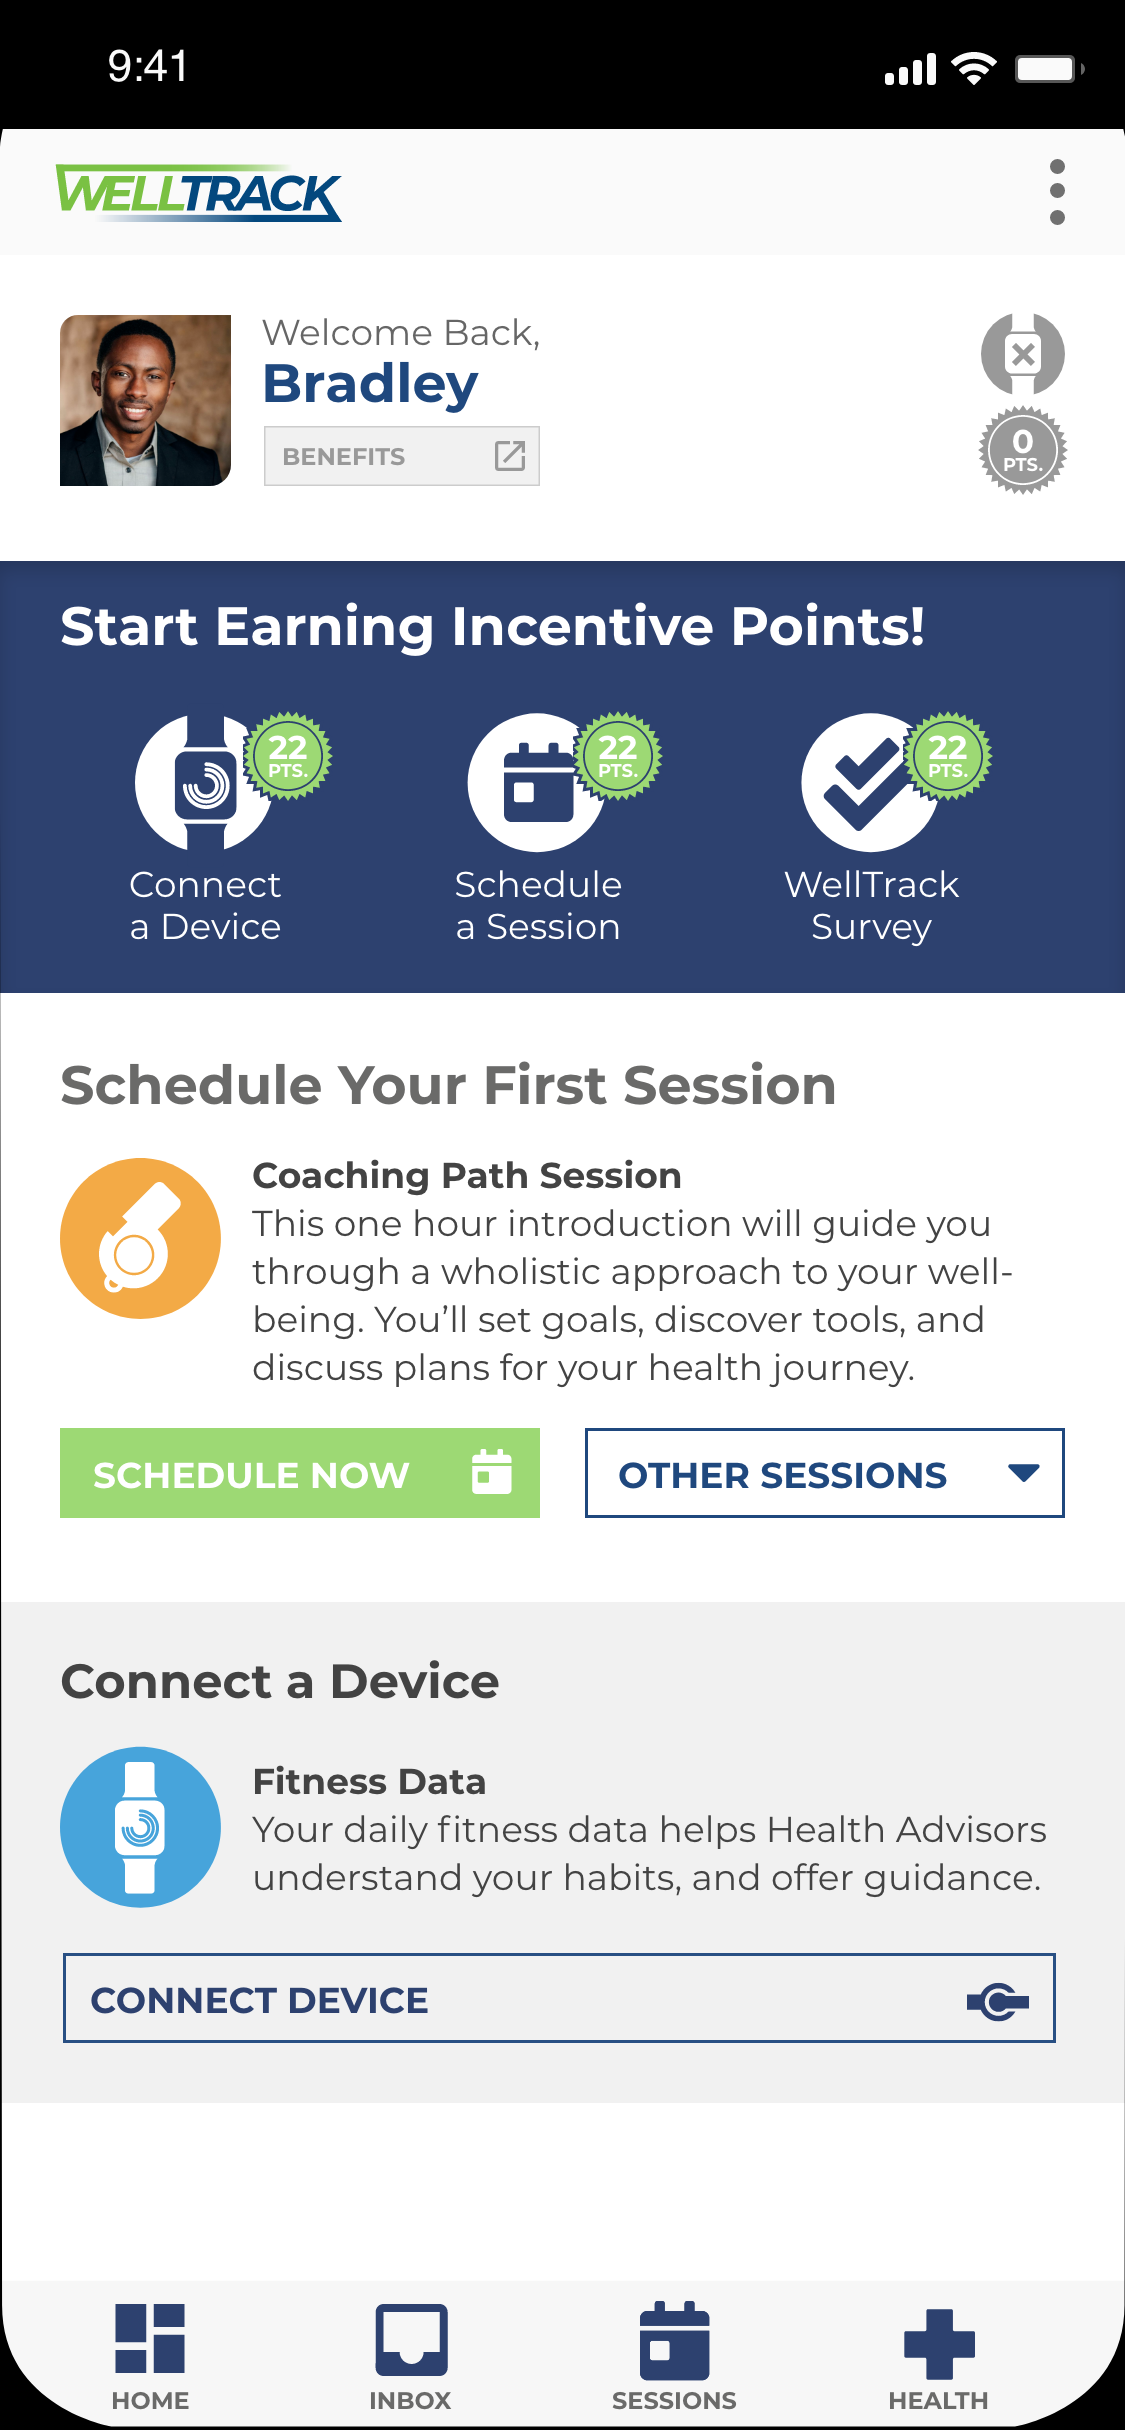 9:41
WELLTRACK
Welcome Back,
Bradley
BENEFITS
0
PTS.
Start Earning Incentive Points!
22
PTS.
22
PTS.
22
PTS.
Connect
a Device
Schedule
a Session
WellTrack
Survey
Schedule Your First Session
Coaching Path Session
This one hour introduction will guide you
through a wholistic approach to your well-
being. You’ll set goals, discover tools, and
discuss plans for your health journey.
SCHEDULE NOW
OTHER SESSIONS
Connect a Device
Fitness Data
Your daily fitness data helps Health Advisors
understand your habits, and offer guidance.
CONNECT DEVICE
HOME
INBOX
SESSIONS
HEALTH